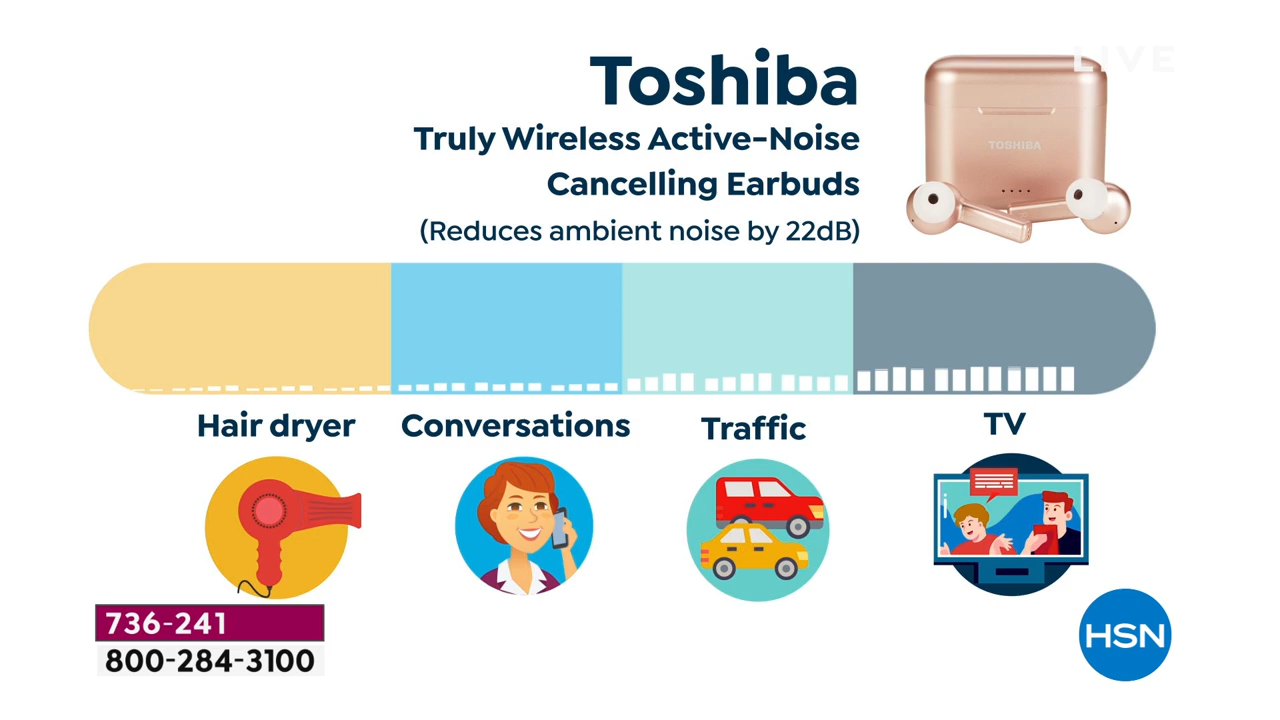 LIVE
Toshiba
Truly Wireless Active-Noise
Cancelling Earbuds
(Reduces ambient noise by 22dB)
TOSHIBA
Hair dryer
Conversations
Traffic
TV
736-241
800-284-3100
HSN